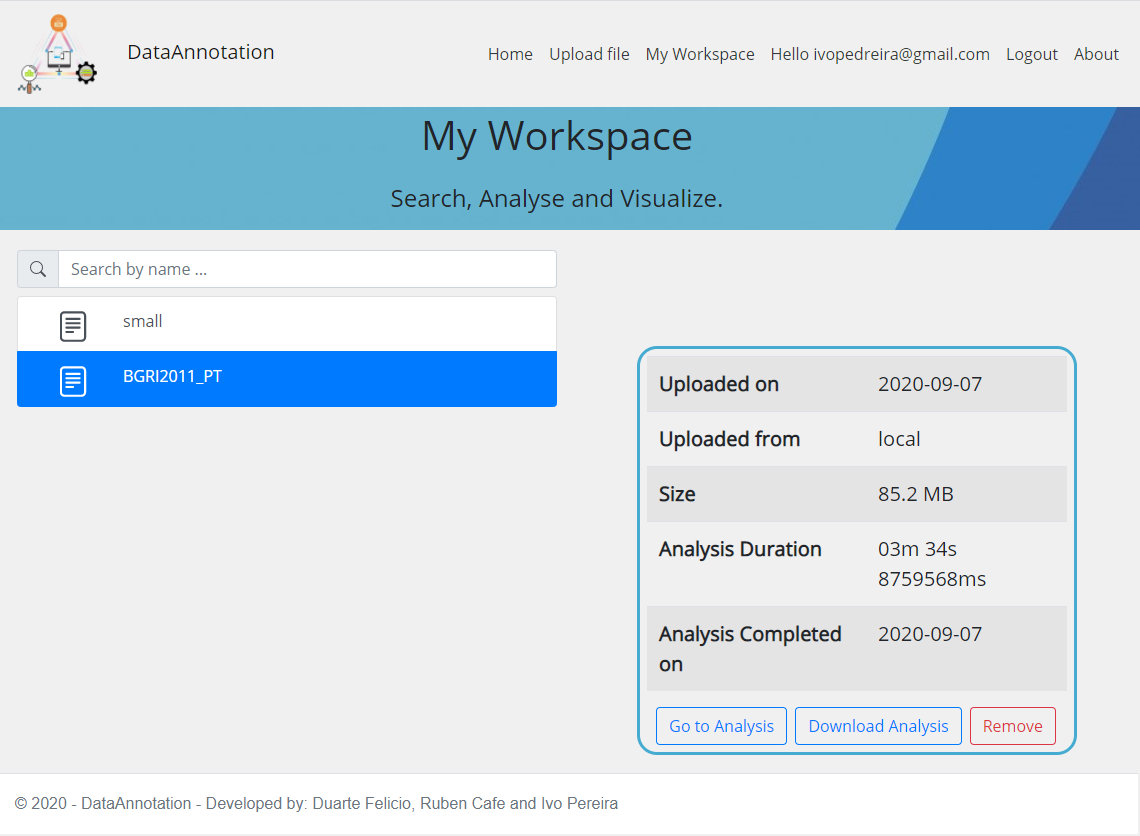 DataAnnotation
Home Upload file My Workspace Hello ivopedreira@gmail.com Logout About
My Workspace
Search, Analyse and Visualize.
Search by name ...
small
BGRI2011_PT
Uploaded on 2020-09-07
Uploaded from local
Size 85.2 MB
Analysis Duration 03m 34s
8759568ms
Analysis Completed 2020-09-07
on
Go to Analysis Download Analysis Remove
© 2020 - DataAnnotation - Developed by: Duarte Felicio, Ruben Cafe and Ivo Pereira